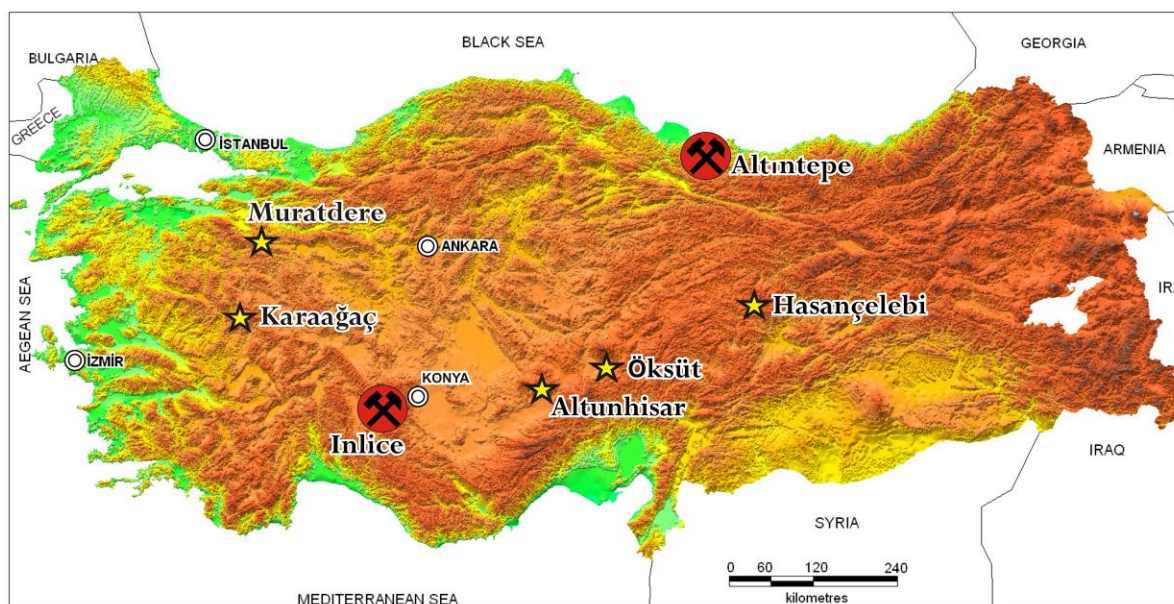 BLACK SEA
GEORGIA
BULGARIA
GREECE
İSTANBUL
ARMENIA
Altıntepe
Muratdere
ANKARA
AEGEAN SEA
IR
Karaağaç
Hasançelebi
İZMİR
KONYA
Öksüt
Altunhisar
Inlice
IRAQ
SYRIA
0 60 120 240
kilometres
MEDITERRANEAN SEA